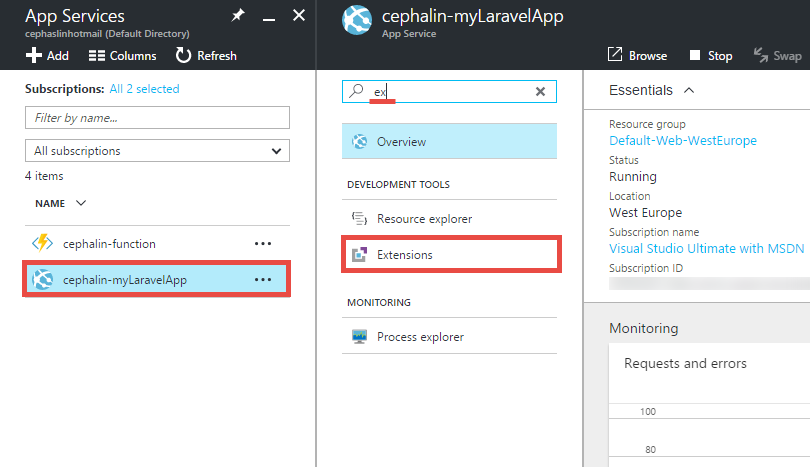 App Services
cephaslinhotmail (Default Directory)
Add Columns Refresh
Subscriptions: All 2 selected
Filter by name...
All subscriptions
4 items
NAME
cephalin-function
cephalin-myLaravelApp
cephalin-myLaravelApp
App Service
Browse Stop Swap
ex
Overview
DEVELOPMENT TOOLS
Resource explorer
Extensions
MONITORING
Process explorer
Essentials
Resource group
Default-Web-WestEurope
Status
Running
Location
West Europe
Subscription name
Visual Studio Ultimate with MSDN
Subscription ID
Monitoring
Requests and errors
100
80